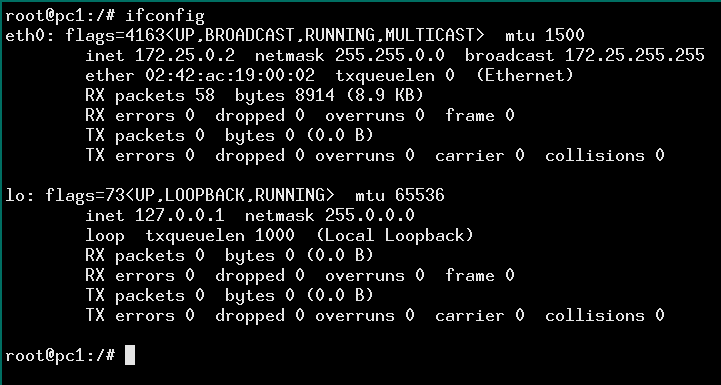 root@pc1:/# ifconfig
eth0: flags=4163<UP,BROADCAST,RUNNING,MULTICAST>  mtu 1500
        inet 172.25.0.2  netmask 255.255.0.0  broadcast 172.25.255.255
        ether 02:42:ac:19:00:02  txqueuelen 0  (Ethernet)
        RX packets 58  bytes 8914 (8.9 KB)
        RX errors 0  dropped 0  overruns 0  frame 0
        TX packets 0  bytes 0 (0.0 B)
        TX errors 0  dropped 0 overruns 0  carrier 0  collisions 0

lo: flags=73<UP,LOOPBACK,RUNNING>  mtu 65536
        inet 127.0.0.1  netmask 255.0.0.0
        loop  txqueuelen 1000  (Local Loopback)
        RX packets 0  bytes 0 (0.0 B)
        RX errors 0  dropped 0  overruns 0  frame 0
        TX packets 0  bytes 0 (0.0 B)
        TX errors 0  dropped 0 overruns 0  carrier 0  collisions 0

root@pc1:/#